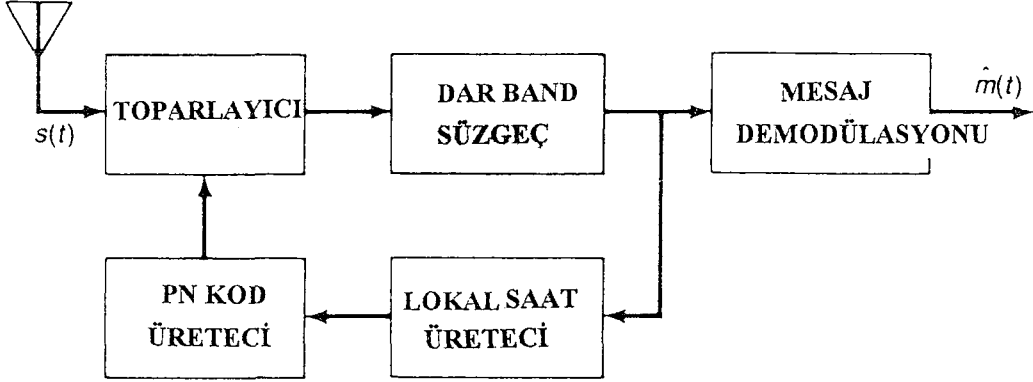 TOPARLAYICI
DAR BAND
SÜZGEÇ
MESAJ
DEMODÜLASYONU
m̂(t)
s(t)
PN KOD
ÜRETECİ
LOKAL SAAT
ÜRETECİ